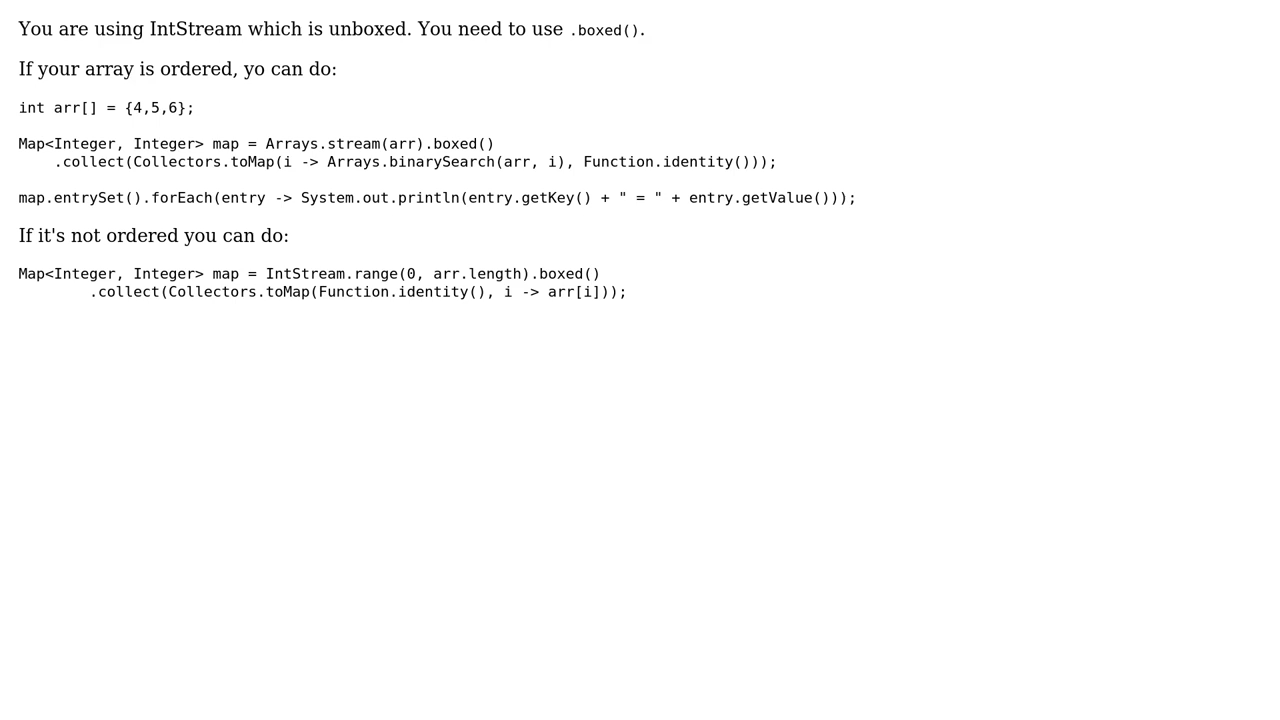 You are using IntStream which is unboxed. You need to use .boxed().
If your array is ordered, yo can do:
int arr[] = {4,5,6};
Map<Integer, Integer> map = Arrays.stream(arr).boxed()
    .collect(Collectors.toMap(i -> Arrays.binarySearch(arr, i), Function.identity()));
map.entrySet().forEach(entry -> System.out.println(entry.getKey() + " = " + entry.getValue()));
If it's not ordered you can do:
Map<Integer, Integer> map = IntStream.range(0, arr.length).boxed()
        .collect(Collectors.toMap(Function.identity(), i -> arr[i]));